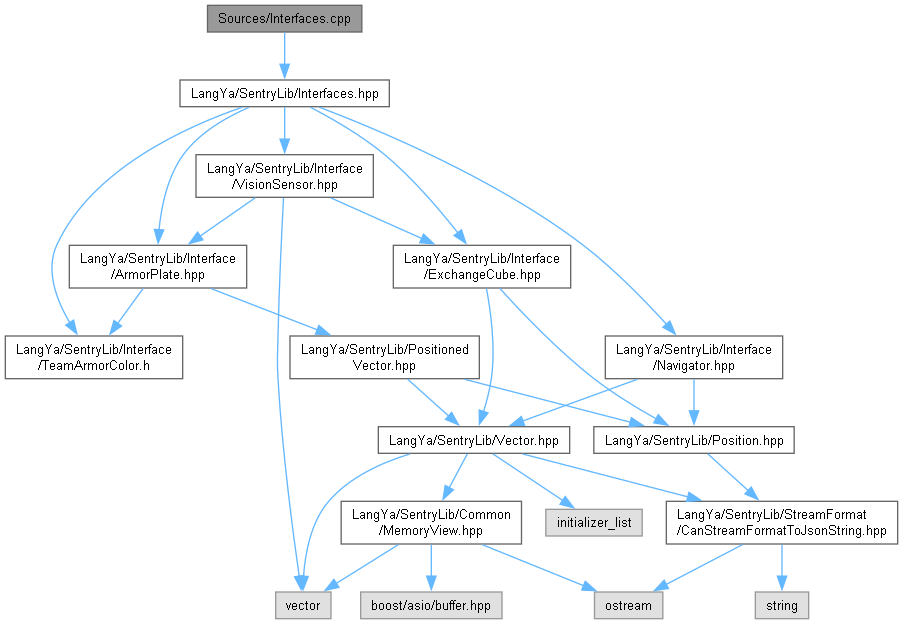 Sources/Interfaces.cpp
LangYa/SentryLib/Interfaces.hpp
LangYa/SentryLib/Interface
/VisionSensor.hpp
LangYa/SentryLib/Interface
/ArmorPlate.hpp
LangYa/SentryLib/Interface
/ExchangeCube.hpp
LangYa/SentryLib/Interface
/TeamArmorColor.h
LangYa/SentryLib/Positioned
Vector.hpp
LangYa/SentryLib/Interface
/Navigator.hpp
LangYa/SentryLib/Vector.hpp
LangYa/SentryLib/Position.hpp
LangYa/SentryLib/Common
/MemoryView.hpp
initializer_list
LangYa/SentryLib/StreamFormat
/CanStreamFormatToJsonString.hpp
vector
boost/asio/buffer.hpp
ostream
string